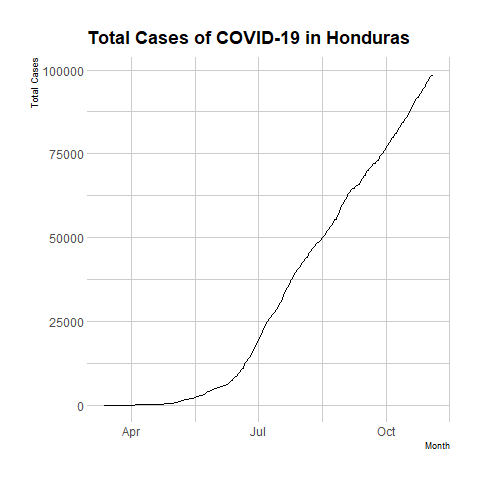 Total Cases of COVID-19 in Honduras
Total Cases
100000
75000
50000
25000
0
Apr
Jul
Oct
Month